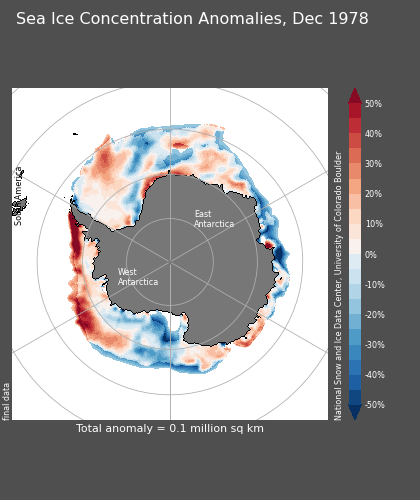 Sea Ice Concentration Anomalies, Dec 1978
South America
East
Antarctica
West
Antarctica
50%
40%
30%
20%
10%
0%
-10%
-20%
-30%
-40%
-50%
National Snow and Ice Data Center, University of Colorado Boulder
final data
Total anomaly = 0.1 million sq km